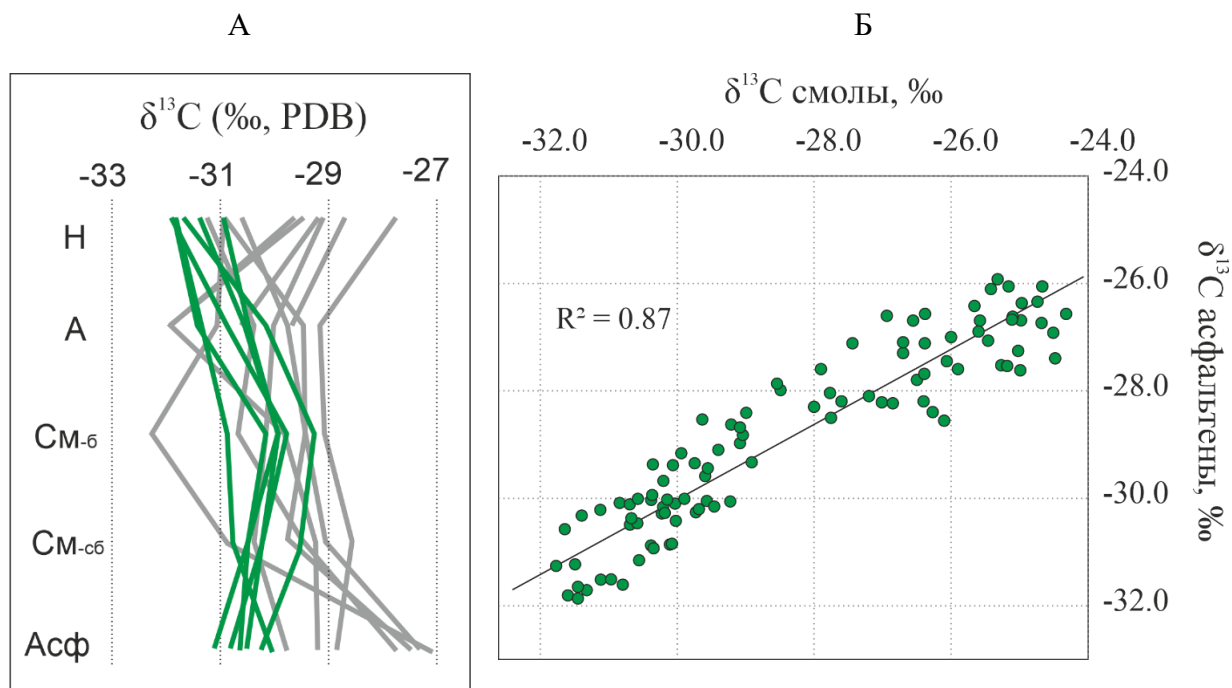 А
Б
δ¹³C (‰, PDB)
-33
-31
-29
-27
Н
А
См-б
См-сб
Асф
δ¹³C смолы, ‰
-32.0
-30.0
-28.0
-26.0
-24.0
-24.0
-26.0
-28.0
-30.0
-32.0
R² = 0.87
δ¹³C асфальтены, ‰